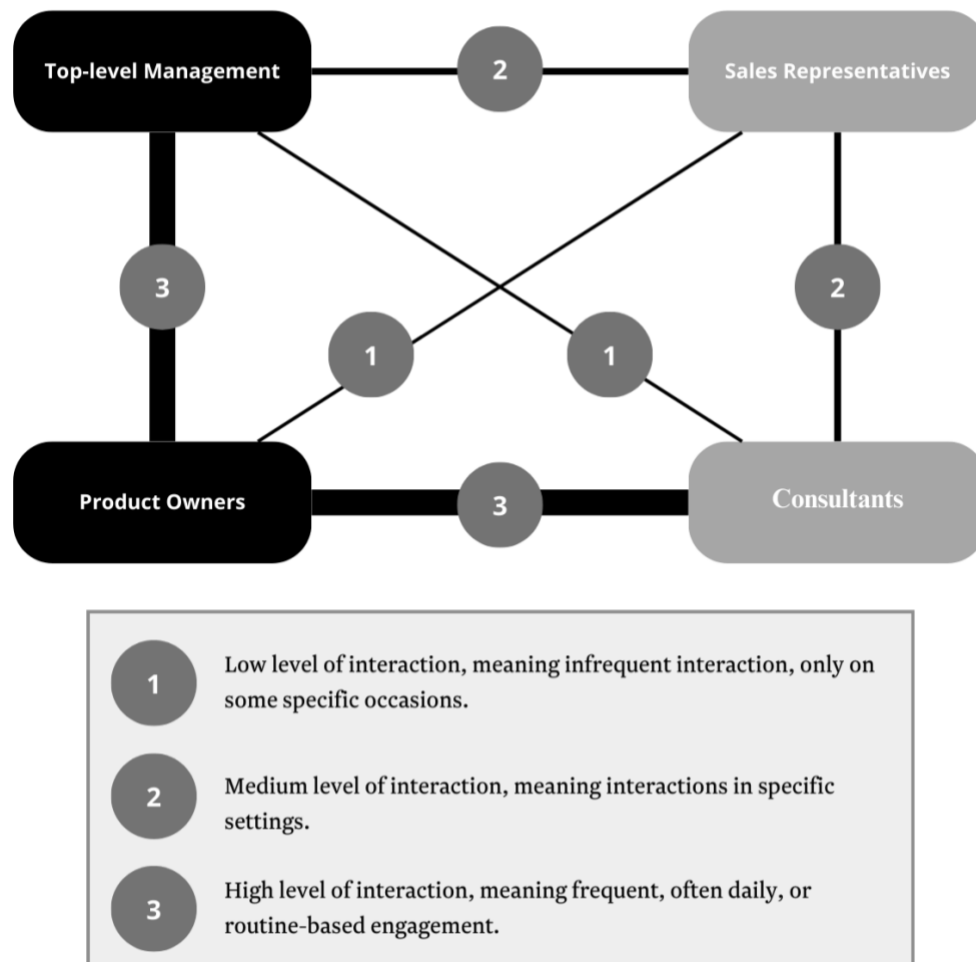 Top-level Management
2
Sales Representatives
3
2
1
1
Product Owners
3
Consultants
1
Low level of interaction, meaning infrequent interaction, only on
some specific occasions.
2
Medium level of interaction, meaning interactions in specific
settings.
3
High level of interaction, meaning frequent, often daily, or
routine-based engagement.